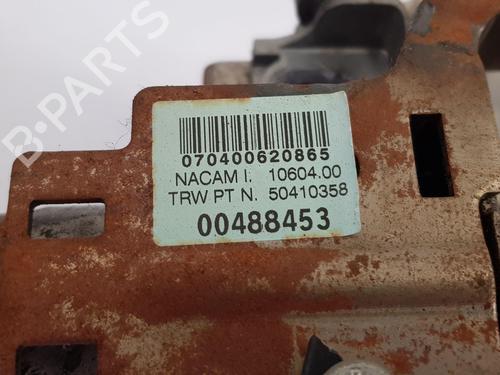 B-PARTS
070400620865
NACAM I. 10604.00
TRW PT N. 50410358
00488453